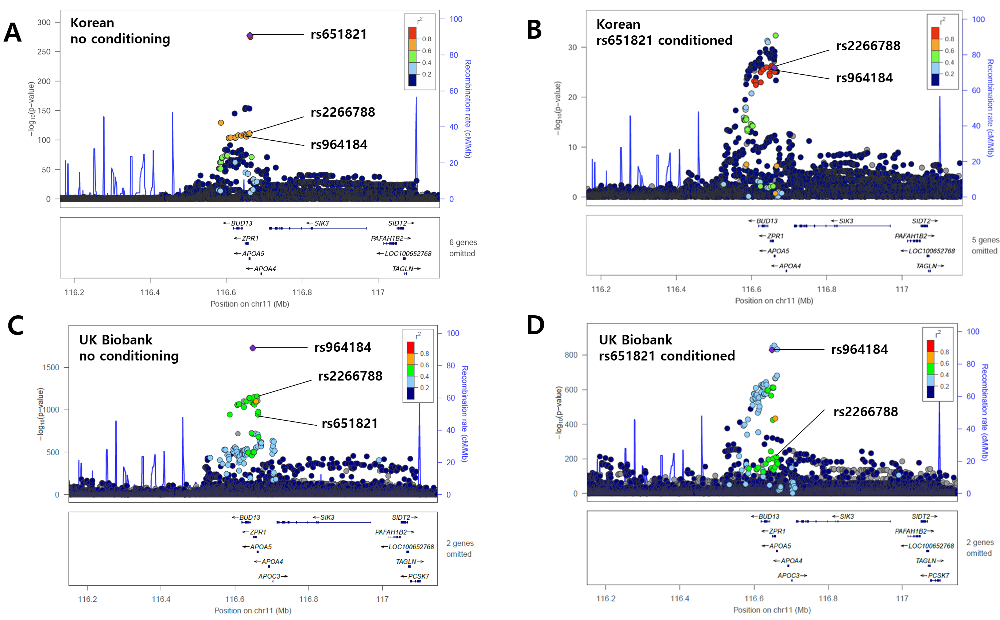 A
Korean
no conditioning
rs651821
rs2266788
rs964184
r2
0.8
0.6
0.4
0.2
300
250
200
150
100
50
0
−log10(p−value)
100
80
60
40
20
0
Recombination rate (cM/Mb)
←BUD13
←SIK3
SIDT2→
←ZPR1
PAFAH1B2→
←APOA5
←LOC100652768
←APOA4
TAGLN→
6 genes
omitted
116.2
116.4
116.6
116.8
117
Position on chr11 (Mb)
B
Korean
rs651821 conditioned
rs2266788
rs964184
r2
0.8
0.6
0.4
0.2
30
20
10
0
−log10(p−value)
100
80
60
40
20
0
Recombination rate (cM/Mb)
←BUD13
←SIK3
SIDT2→
←ZPR1
PAFAH1B2→
←APOA5
←LOC100652768
←APOA4
TAGLN→
5 genes
omitted
116.2
116.4
116.6
116.8
117
Position on chr11 (Mb)
C
UK Biobank
no conditioning
rs964184
rs2266788
rs651821
r2
0.8
0.6
0.4
0.2
1500
1000
500
0
−log10(p−value)
100
80
60
40
20
0
Recombination rate (cM/Mb)
←BUD13
←SIK3
SIDT2→
←ZPR1
PAFAH1B2→
←APOA5
←LOC100652768
←APOA4
TAGLN→
APOC3→
←PCSK7
2 genes
omitted
116.2
116.4
116.6
116.8
117
Position on chr11 (Mb)
D
UK Biobank
rs651821 conditioned
rs964184
rs2266788
r2
0.8
0.6
0.4
0.2
800
600
400
200
0
−log10(p−value)
100
80
60
40
20
0
Recombination rate (cM/Mb)
←BUD13
←SIK3
SIDT2→
←ZPR1
PAFAH1B2→
←APOA5
←LOC100652768
←APOA4
TAGLN→
APOC3→
←PCSK7
2 genes
omitted
116.2
116.4
116.6
116.8
117
Position on chr11 (Mb)